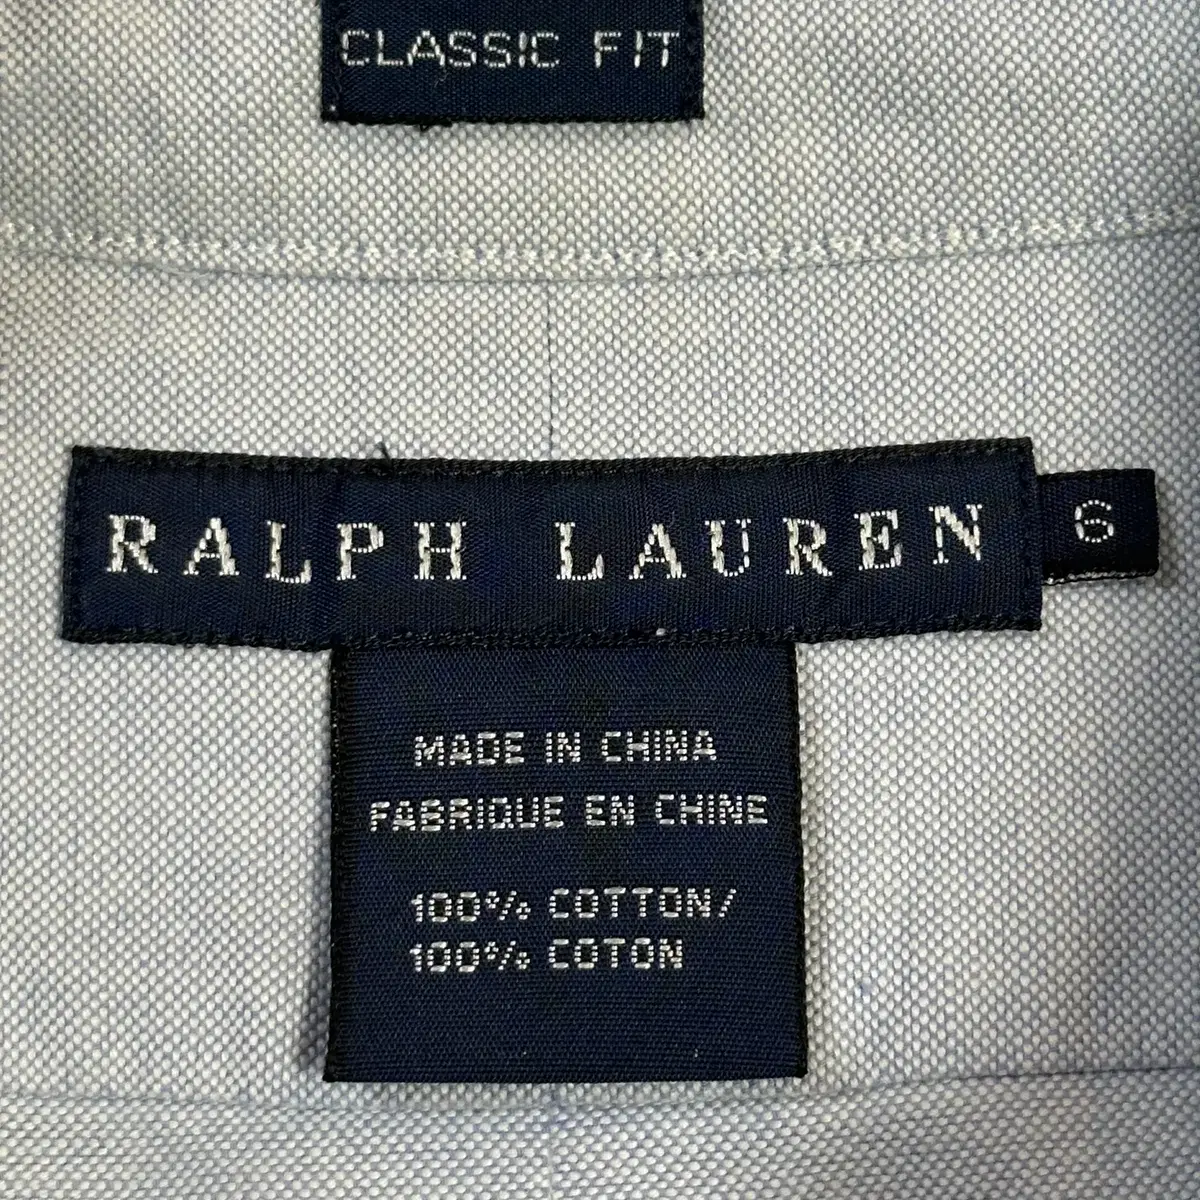 CLASSIC FIT
RALPH LAUREN
6
MADE IN CHINA
FABRIQUE EN CHINE
100% COTTON/
100% COTON